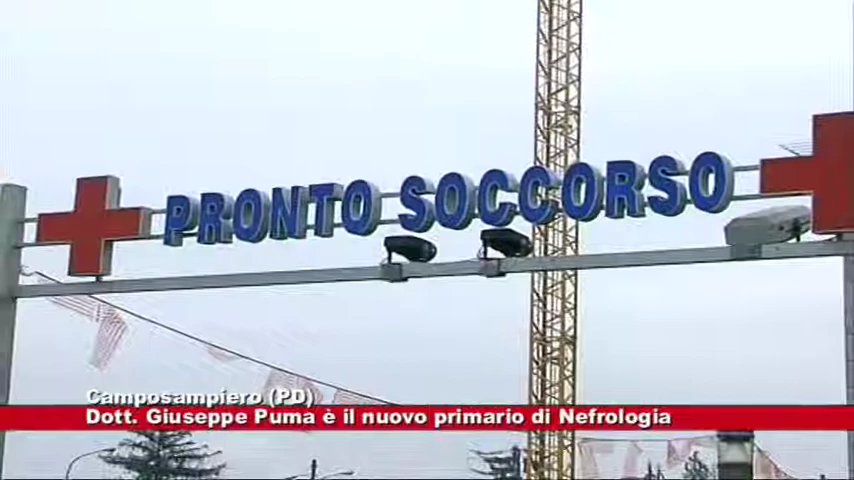 PRONTO SOCCORSO
Camposampiero (PD)
Dott. Giuseppe Puma è il nuovo primario di Nefrologia